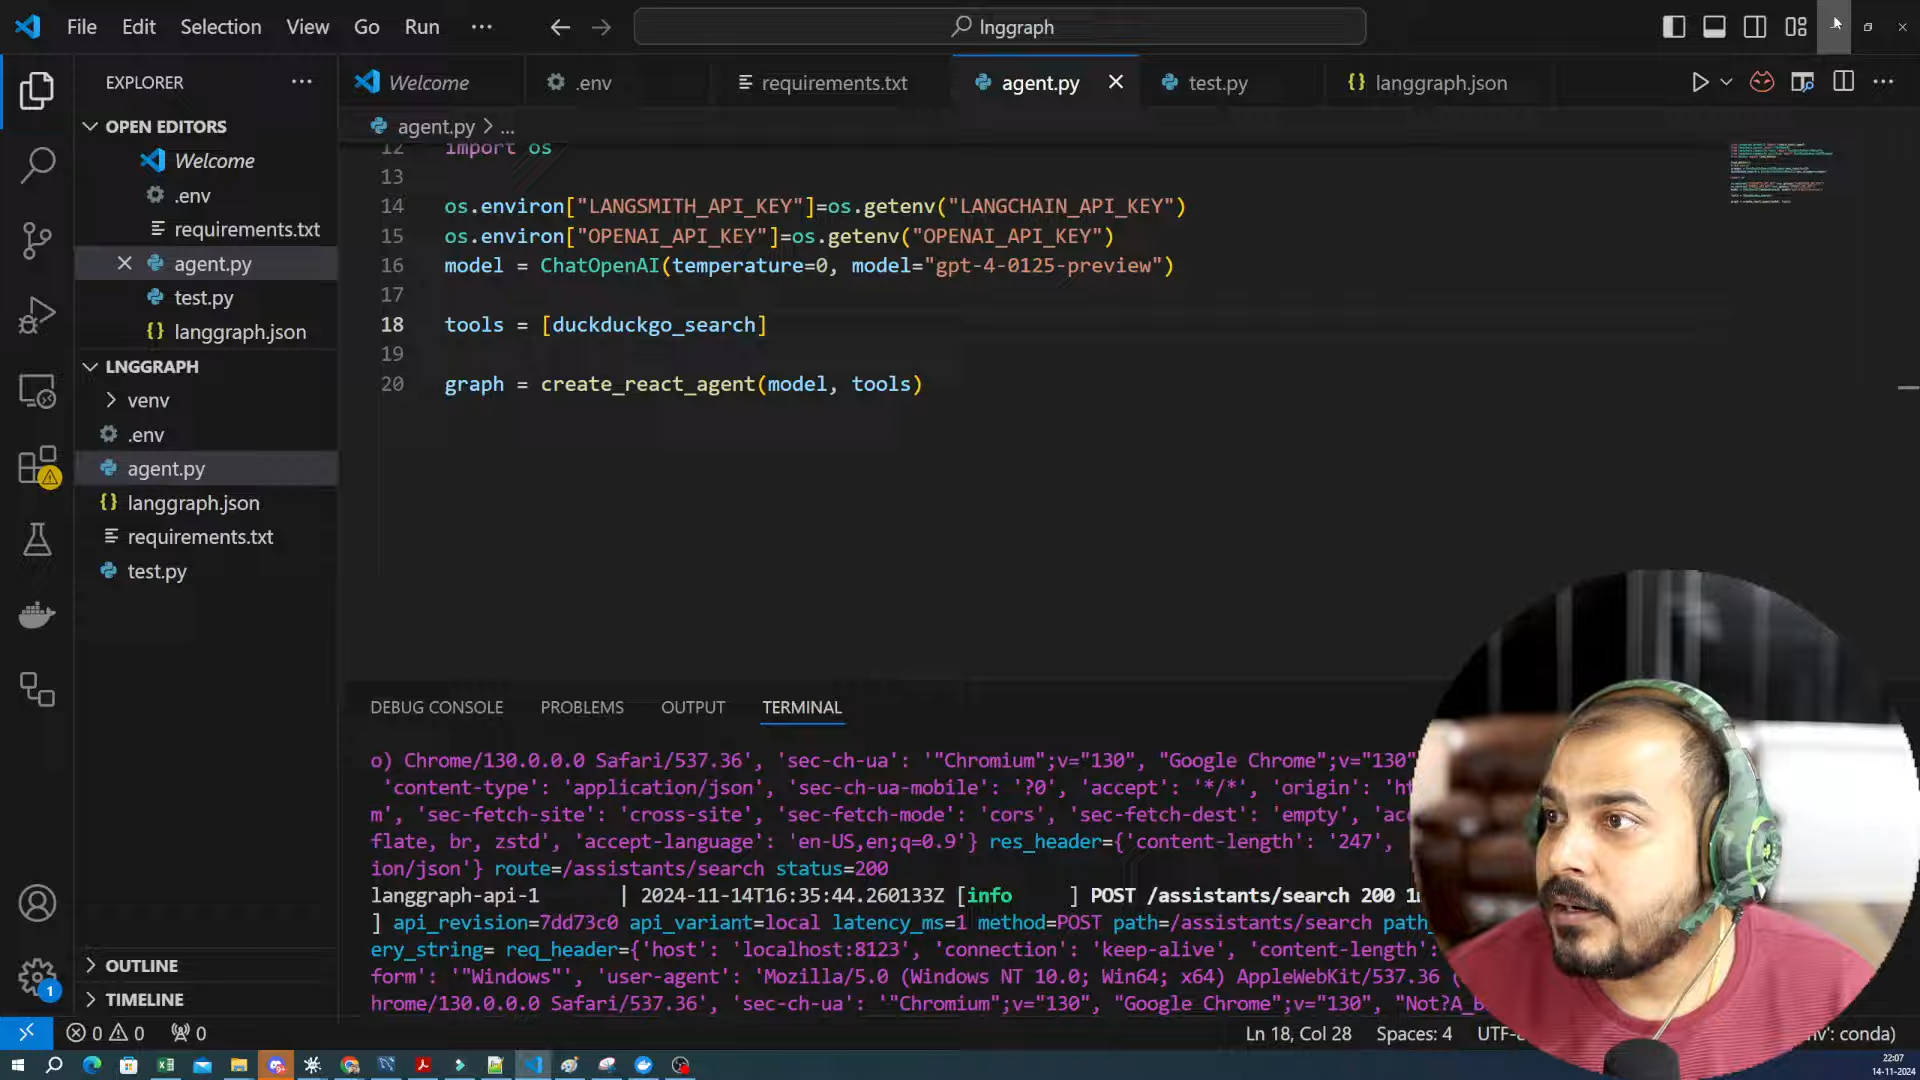 File Edit Selection View Go Run ··· lnggraph
EXPLORER ···
Welcome .env requirements.txt agent.py test.py langgraph.json
OPEN EDITORS
Welcome
.env
requirements.txt
agent.py
test.py
langgraph.json
LNGGRAPH
venv
.env
agent.py
langgraph.json
requirements.txt
test.py
OUTLINE
TIMELINE
agent.py > ...
12 import os
13
14 os.environ["LANGSMITH_API_KEY"]=os.getenv("LANGCHAIN_API_KEY")
15 os.environ["OPENAI_API_KEY"]=os.getenv("OPENAI_API_KEY")
16 model = ChatOpenAI(temperature=0, model="gpt-4-0125-preview")
17
18 tools = [duckduckgo_search]
19
20 graph = create_react_agent(model, tools)
DEBUG CONSOLE PROBLEMS OUTPUT TERMINAL
o) Chrome/130.0.0.0 Safari/537.36', 'sec-ch-ua': '"Chromium";v="130", "Google Chrome";v="130"
'content-type': 'application/json', 'sec-ch-ua-mobile': '?0', 'accept': '*/*', 'origin':
m', 'sec-fetch-site': 'cross-site', 'sec-fetch-mode': 'cors', 'sec-fetch-dest': 'empty',
flate, br, zstd', 'accept-language': 'en-US,en;q=0.9'} res_header={'content-length': '247',
ion/json'} route=/assistants/search status=200
langgraph-api-1 | 2024-11-14T16:35:44.260133Z [info ] POST /assistants/search 200
] api_revision=7dd73c0 api_variant=local latency_ms=1 method=POST path=/assistants/search
ery_string= req_header={'host': 'localhost:8123', 'connection': 'keep-alive', 'content-length':
form': '"Windows"', 'user-agent': 'Mozilla/5.0 (Windows NT 10.0; Win64; x64) AppleWebKit/537.36
hrome/130.0.0.0 Safari/537.36', 'sec-ch-ua': '"Chromium";v="130", "Google Chrome";v="130",
1
0 0 0 Ln 18, Col 28 Spaces: 4 conda)
22:07
14-11-2024